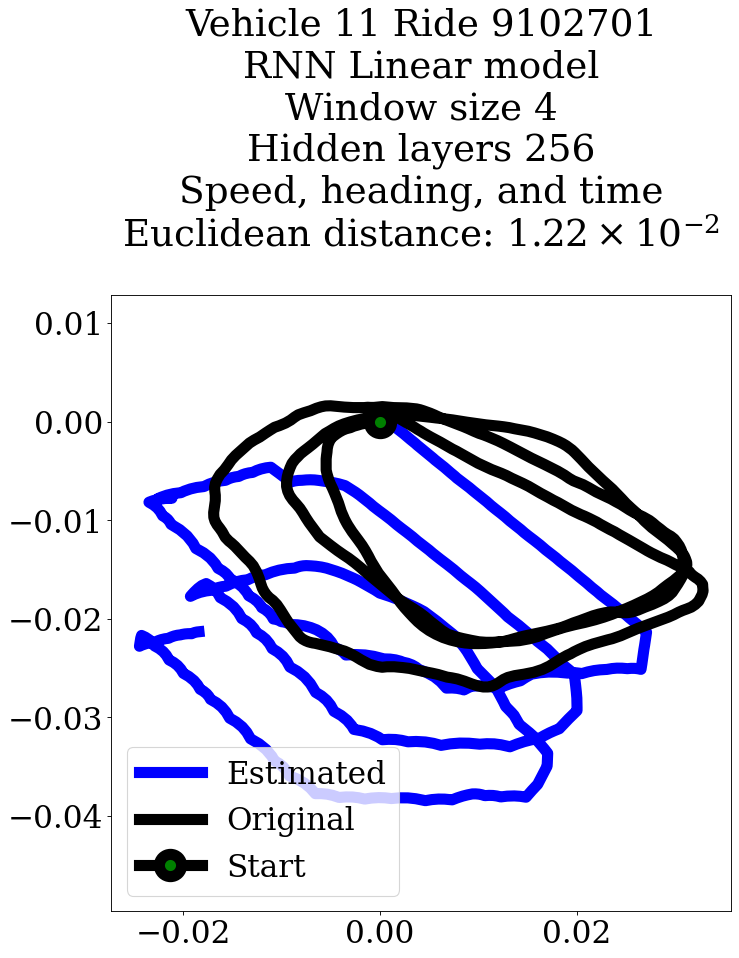 Vehicle 11 Ride 9102701
RNN Linear model
Window size 4
Hidden layers 256
Speed, heading, and time
Euclidean distance: 1.22 × 10⁻²
0.01
0.00
−0.01
−0.02
−0.03
−0.04
Estimated
Original
Start
−0.02 0.00 0.02